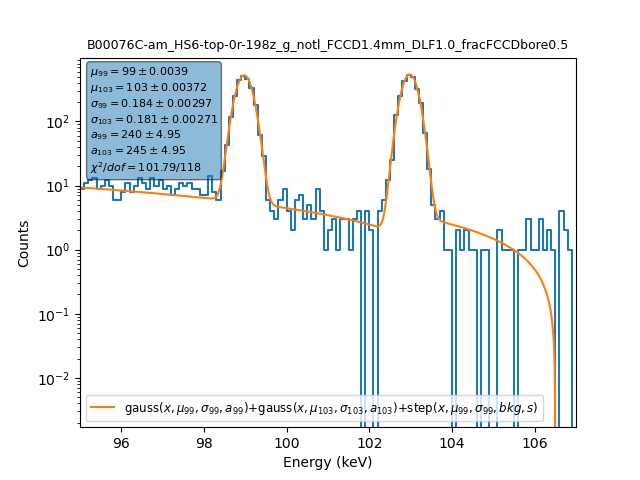 B00076C-am_HS6-top-0r-198z_g_notl_FCCD1.4mm_DLF1.0_fracFCCDbore0.5
μ99 = 99 ± 0.0039
μ103 = 103 ± 0.00372
σ99 = 0.184 ± 0.00297
σ103 = 0.181 ± 0.00271
a99 = 240 ± 4.95
a103 = 245 ± 4.95
χ²/dof = 101.79/118
10²
10¹
10⁰
10⁻¹
10⁻²
Counts
gauss(x, μ99, σ99, a99)+gauss(x, μ103, σ103, a103)+step(x, μ99, σ99, bkg, s)
96 98 100 102 104 106
Energy (keV)